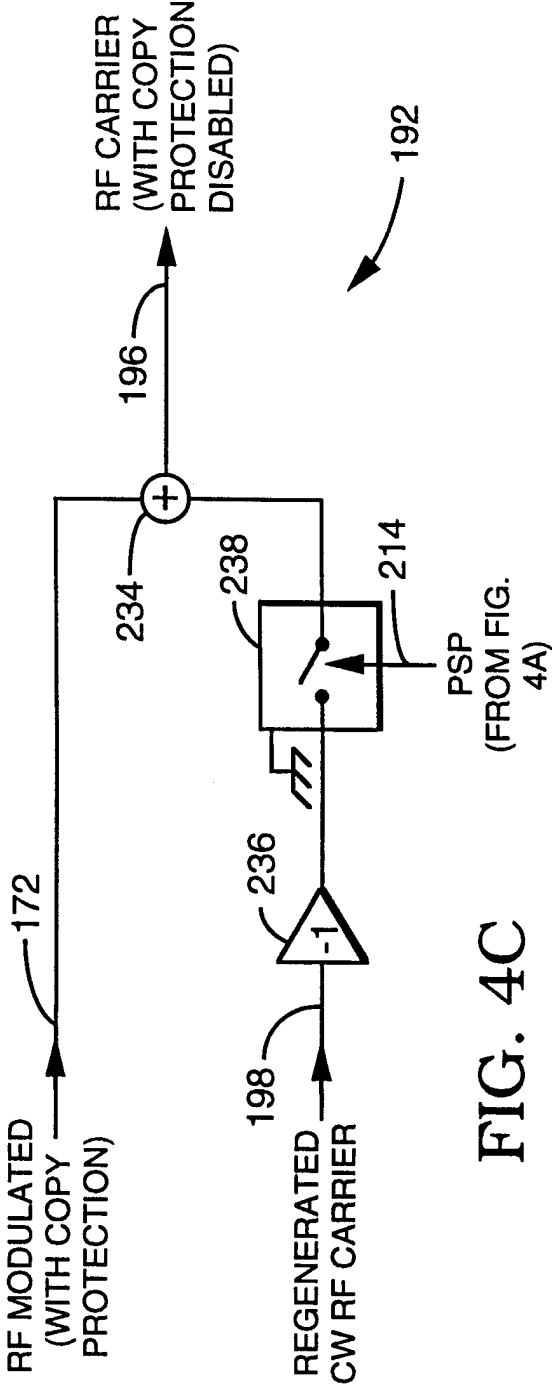 RF MODULATED
(WITH COPY
PROTECTION)
172
RF CARRIER
(WITH COPY
PROTECTION
DISABLED)
196
234
192
REGENERATED
CW RF CARRIER
198
236
-1
238
+
214
PSP
(FROM FIG.
4A)
FIG. 4C